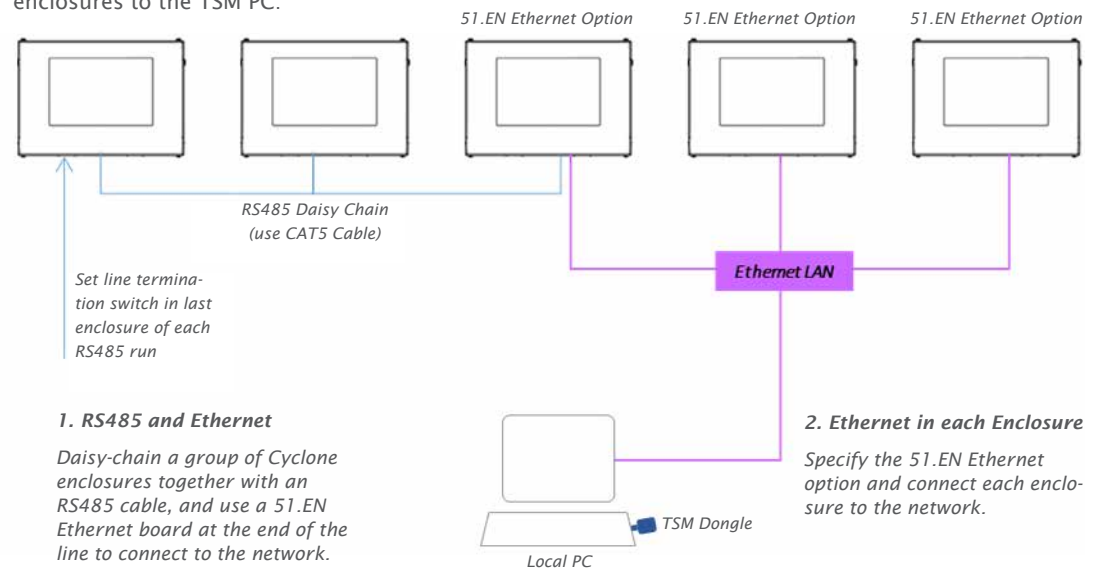 enclosures to the TSM PC.
51.EN Ethernet Option
51.EN Ethernet Option
51.EN Ethernet Option
RS485 Daisy Chain
(use CAT5 Cable)
Ethernet LAN
Set line termina-
tion switch in last
enclosure of each
RS485 run
1. RS485 and Ethernet
Daisy-chain a group of Cyclone
enclosures together with an
RS485 cable, and use a 51.EN
Ethernet board at the end of the
line to connect to the network.
2. Ethernet in each Enclosure
Specify the 51.EN Ethernet
option and connect each enclo-
sure to the network.
TSM Dongle
Local PC